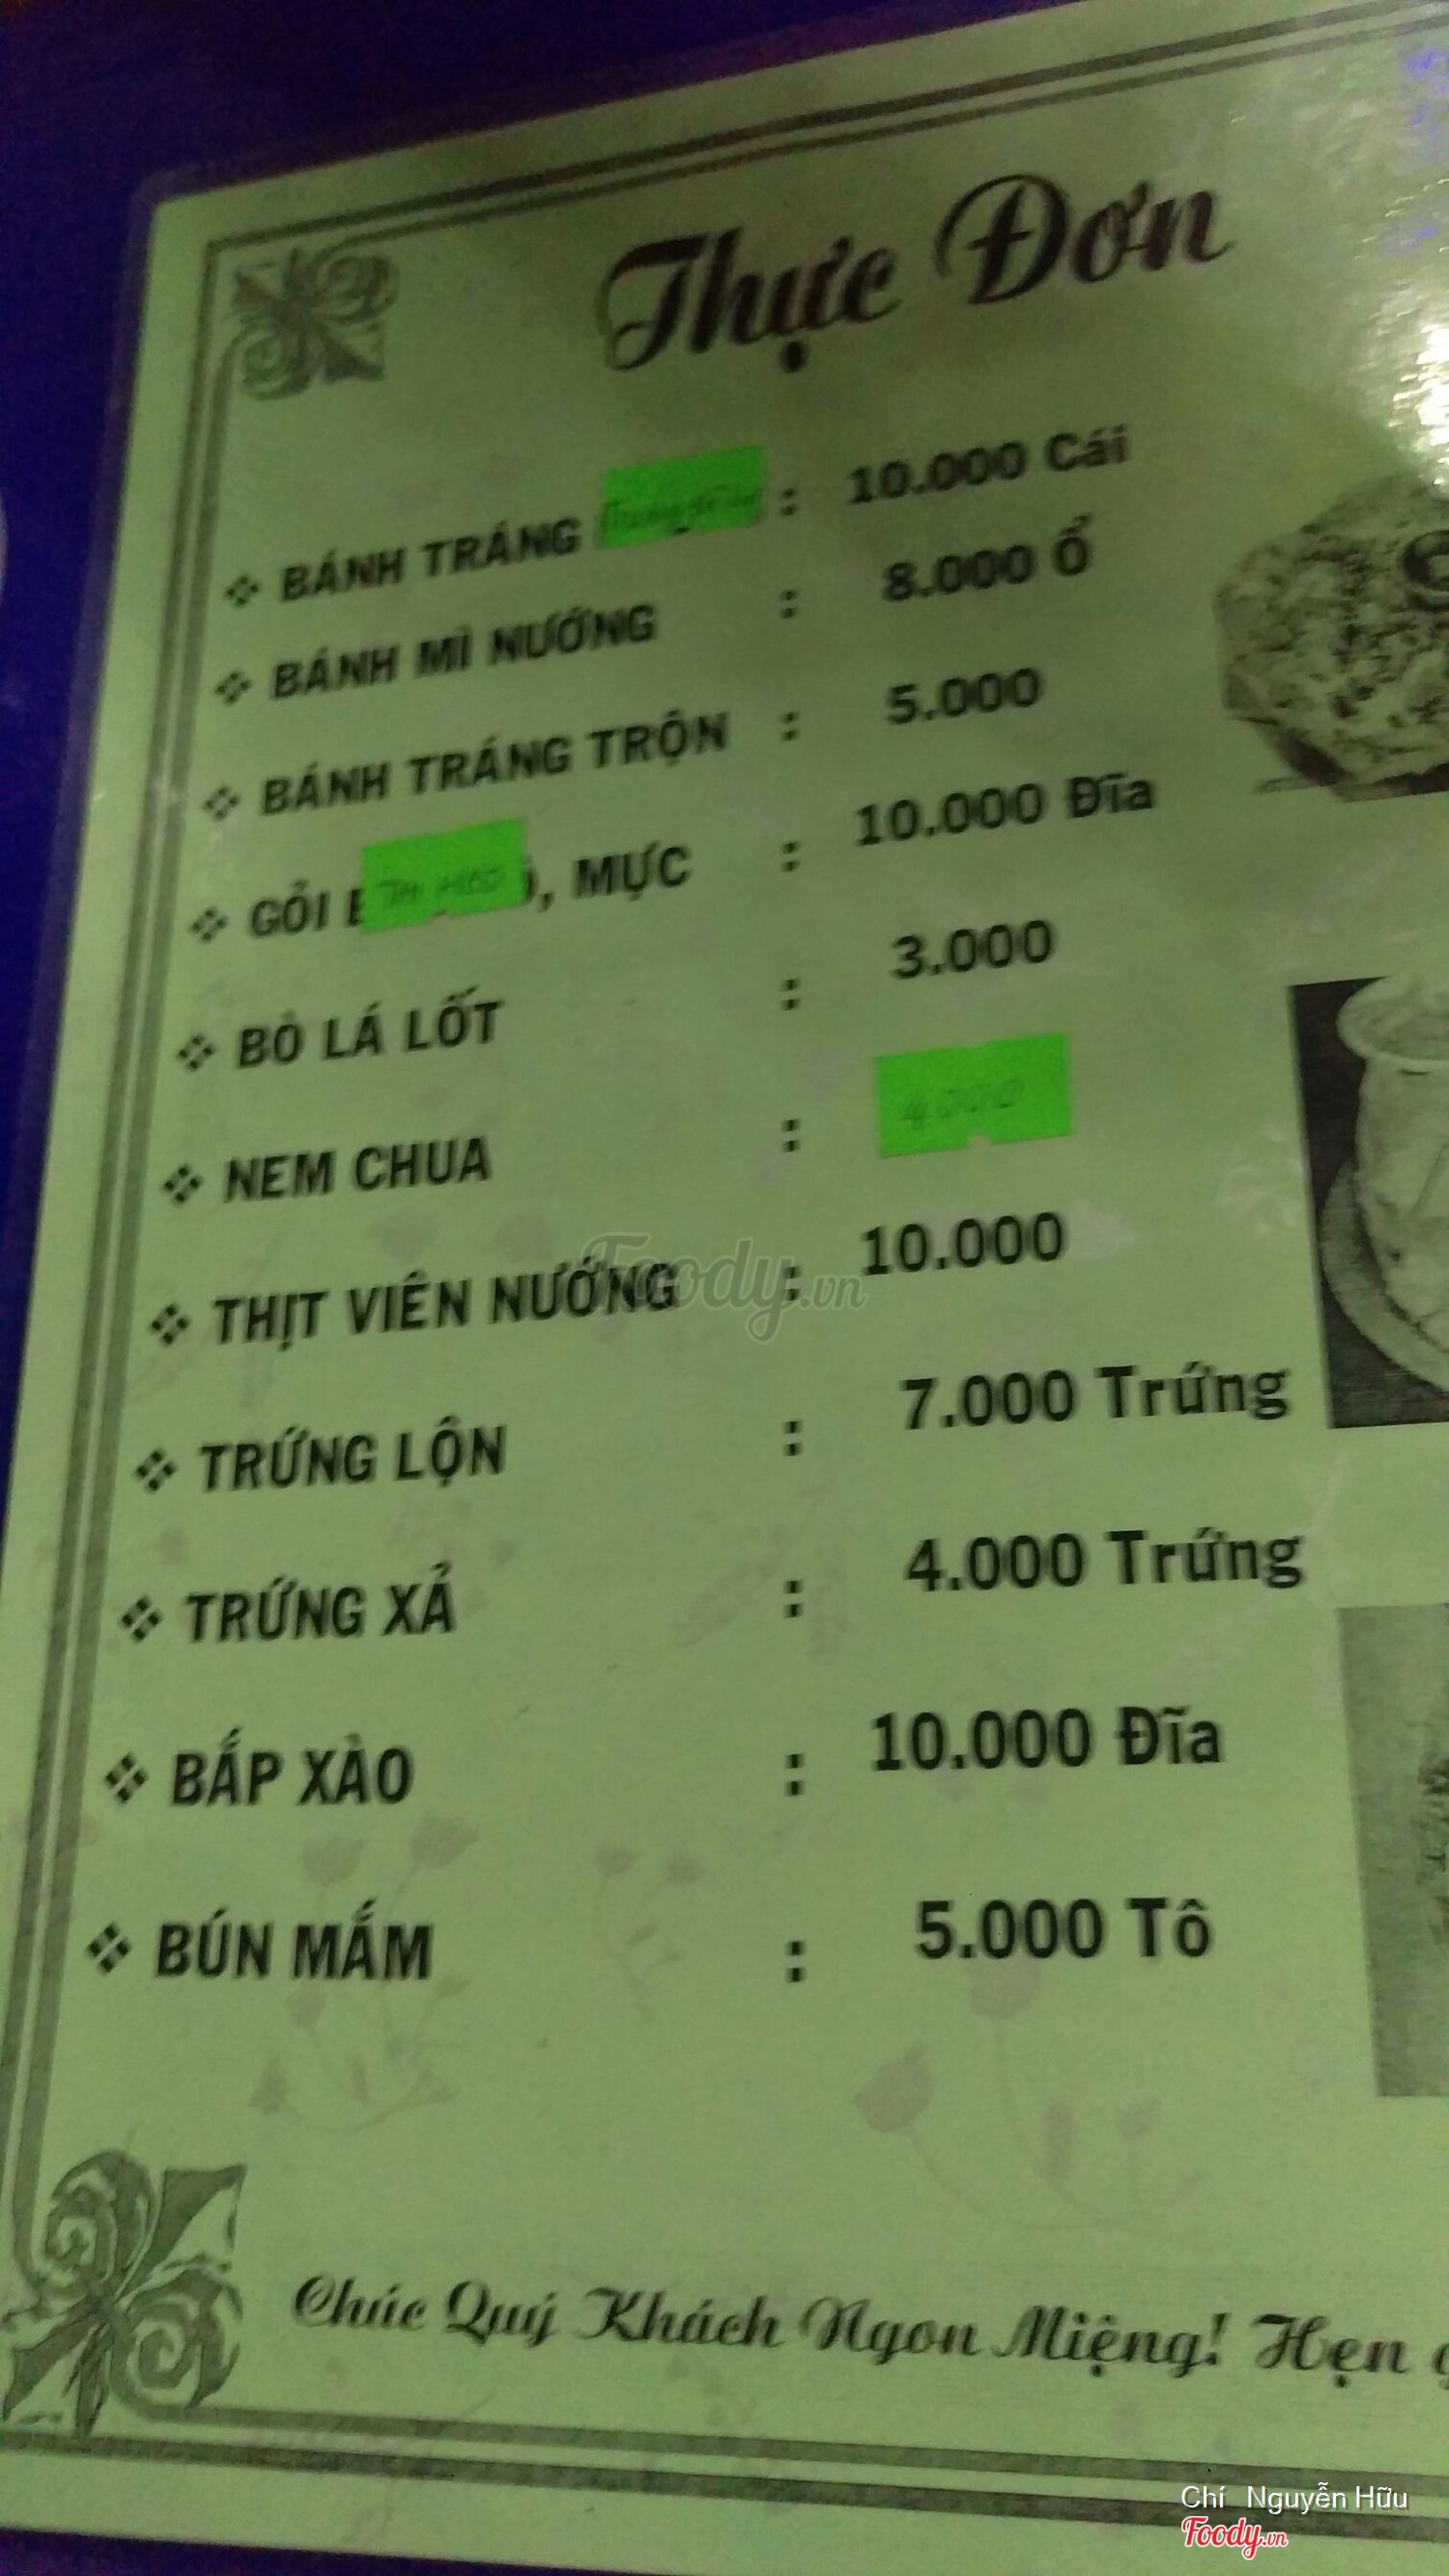 Thực Đơn
❖ BÁNH TRÁNG : 10.000 Cái
❖ BÁNH MÌ NƯỚNG : 8.000 Ổ
❖ BÁNH TRÁNG TRỘN : 5.000
❖ GỎI , MỰC : 10.000 Đĩa
❖ BÒ LÁ LỐT : 3.000
❖ NEM CHUA : 4000
❖ THỊT VIÊN NƯỚNG : 10.000
❖ TRỨNG LỘN : 7.000 Trứng
❖ TRỨNG XẢ : 4.000 Trứng
❖ BẮP XÀO : 10.000 Đĩa
❖ BÚN MẮM : 5.000 Tô
Chúc Quý Khách Ngon Miệng! Hẹn
Foody.vn
Chí Nguyễn Hữu
Foody.vn